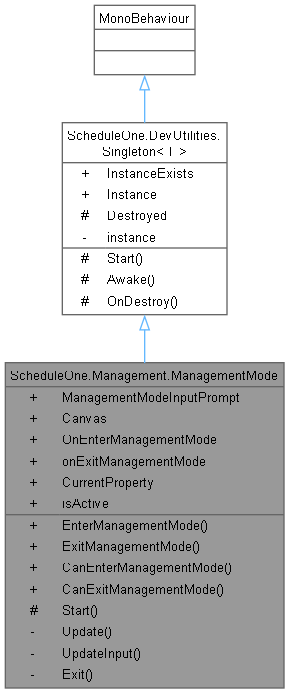 MonoBehaviour
ScheduleOne.DevUtilities.
Singleton< T >
+ InstanceExists
+ Instance
# Destroyed
- instance
# Start()
# Awake()
# OnDestroy()
ScheduleOne.Management.ManagementMode
+ ManagementModeInputPrompt
+ Canvas
+ OnEnterManagementMode
+ onExitManagementMode
+ CurrentProperty
+ isActive
+ EnterManagementMode()
+ ExitManagementMode()
+ CanEnterManagementMode()
+ CanExitManagementMode()
# Start()
- Update()
- UpdateInput()
- Exit()